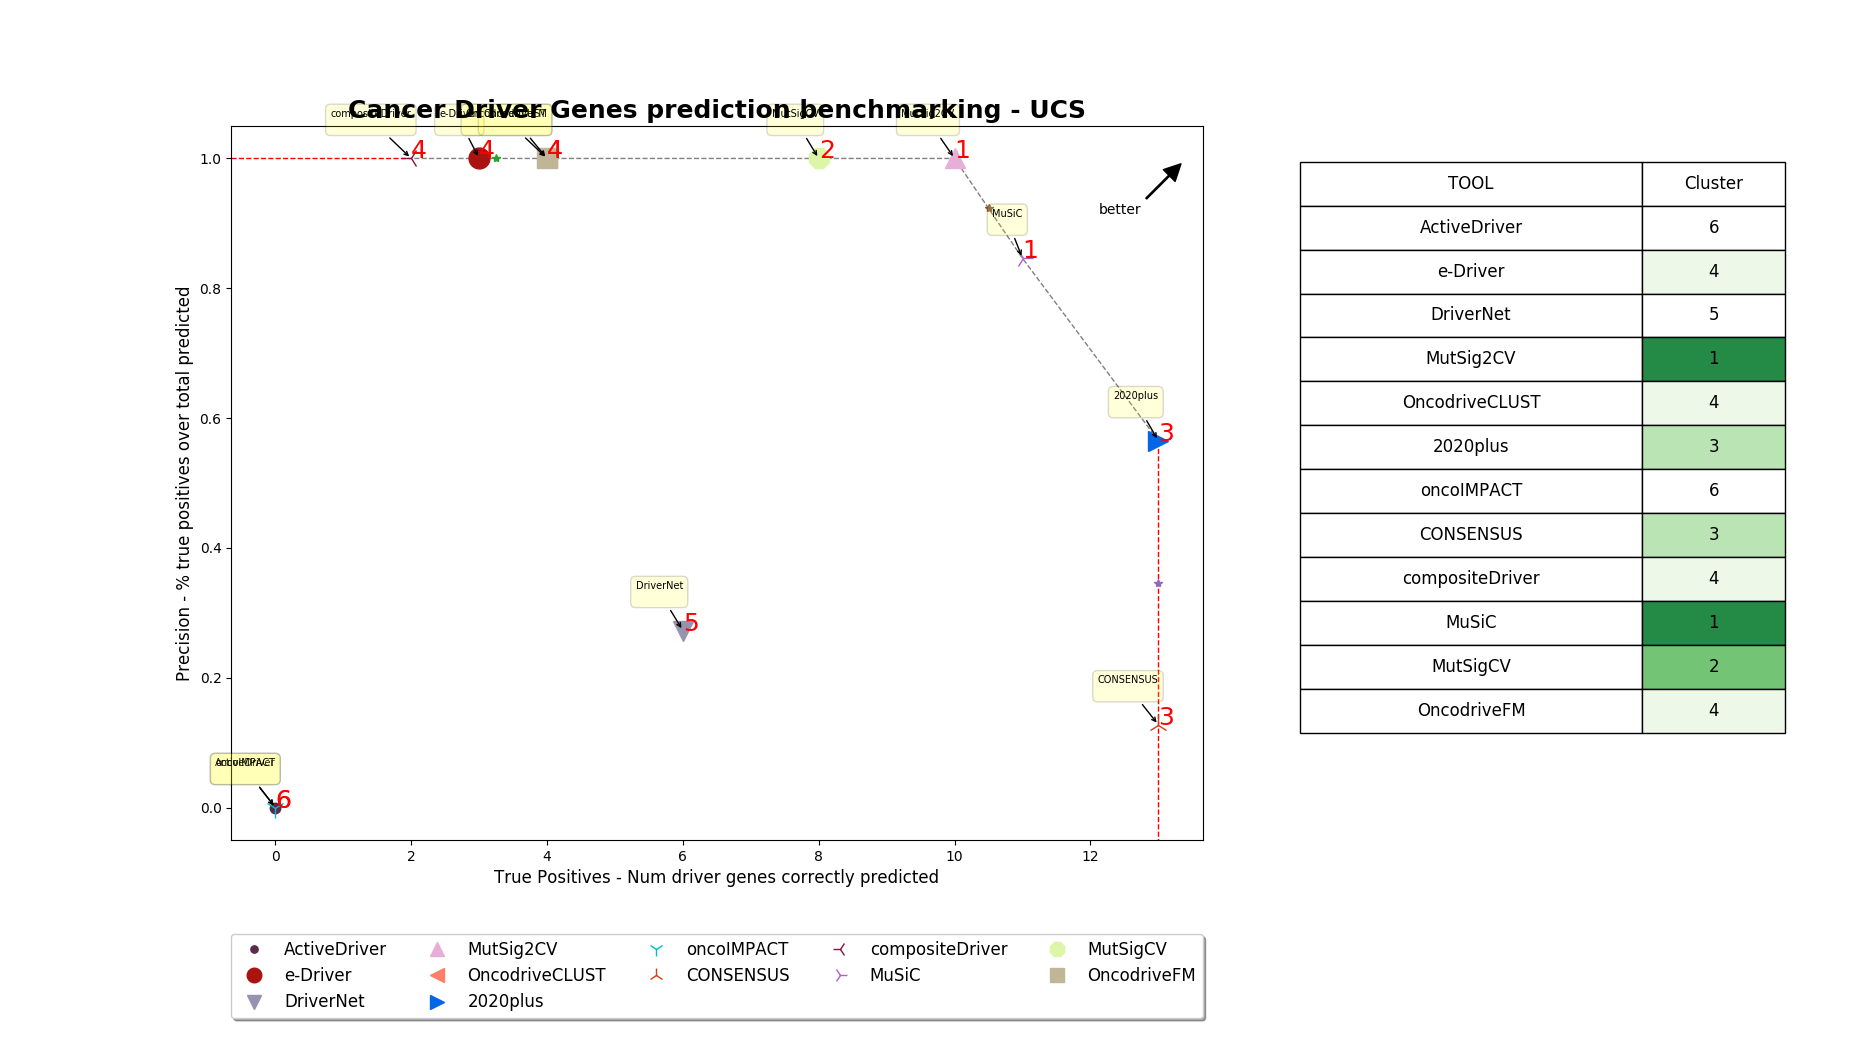 Cancer Driver Genes prediction benchmarking - UCS
compositeDriver
MutSigCV
MutSig2CV
4
4
4
2
1
better
MuSiC
1
2020plus
3
DriverNet
5
CONSENSUS
3
6
Precision - % true positives over total predicted
1.0
0.8
0.6
0.4
0.2
0.0
0
2
4
6
8
10
12
True Positives - Num driver genes correctly predicted
ActiveDriver
e-Driver
DriverNet
MutSig2CV
OncodriveCLUST
2020plus
oncoIMPACT
CONSENSUS
compositeDriver
MuSiC
MutSigCV
OncodriveFM
TOOL Cluster
ActiveDriver 6
e-Driver 4
DriverNet 5
MutSig2CV 1
OncodriveCLUST 4
2020plus 3
oncoIMPACT 6
CONSENSUS 3
compositeDriver 4
MuSiC 1
MutSigCV 2
OncodriveFM 4